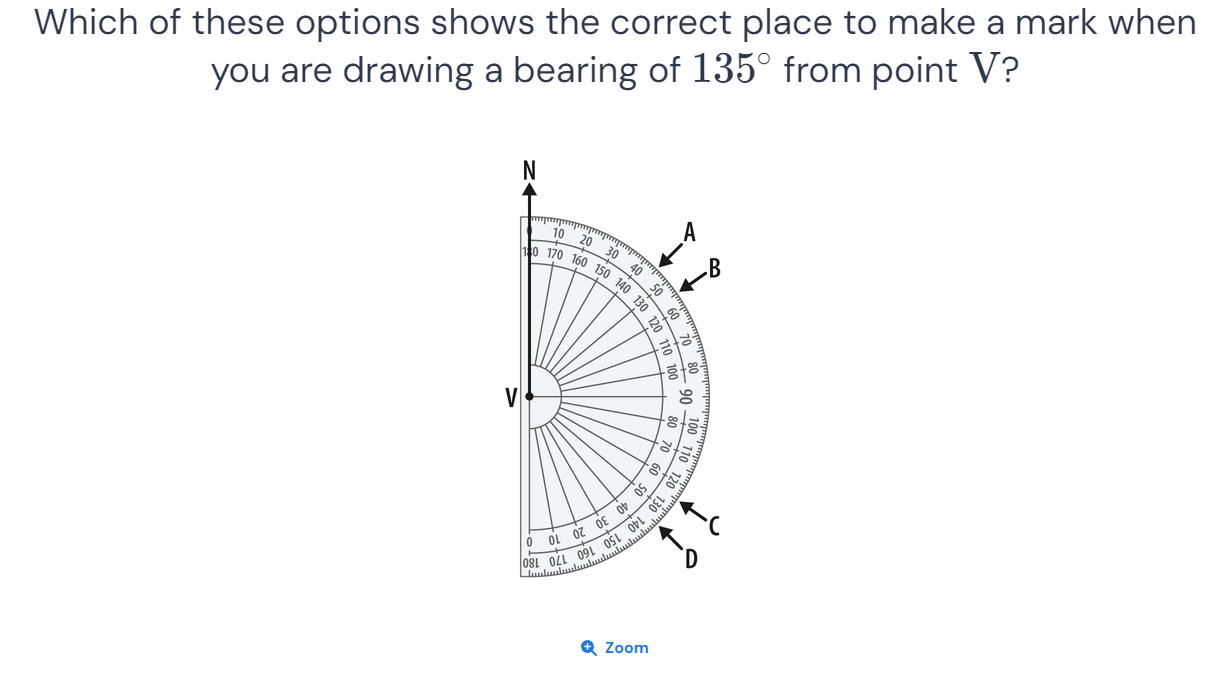 Which of these options shows the correct place to make a mark when
you are drawing a bearing of 135° from point V?
N
A
B
0 10 20 30 40 50 60 70 80 90 100 110 120 130 140 150 160 170 180
180 170 160 150 140 130 120 110 100 80 70 60 50 40 30 20 10 0
V
C
D
Zoom